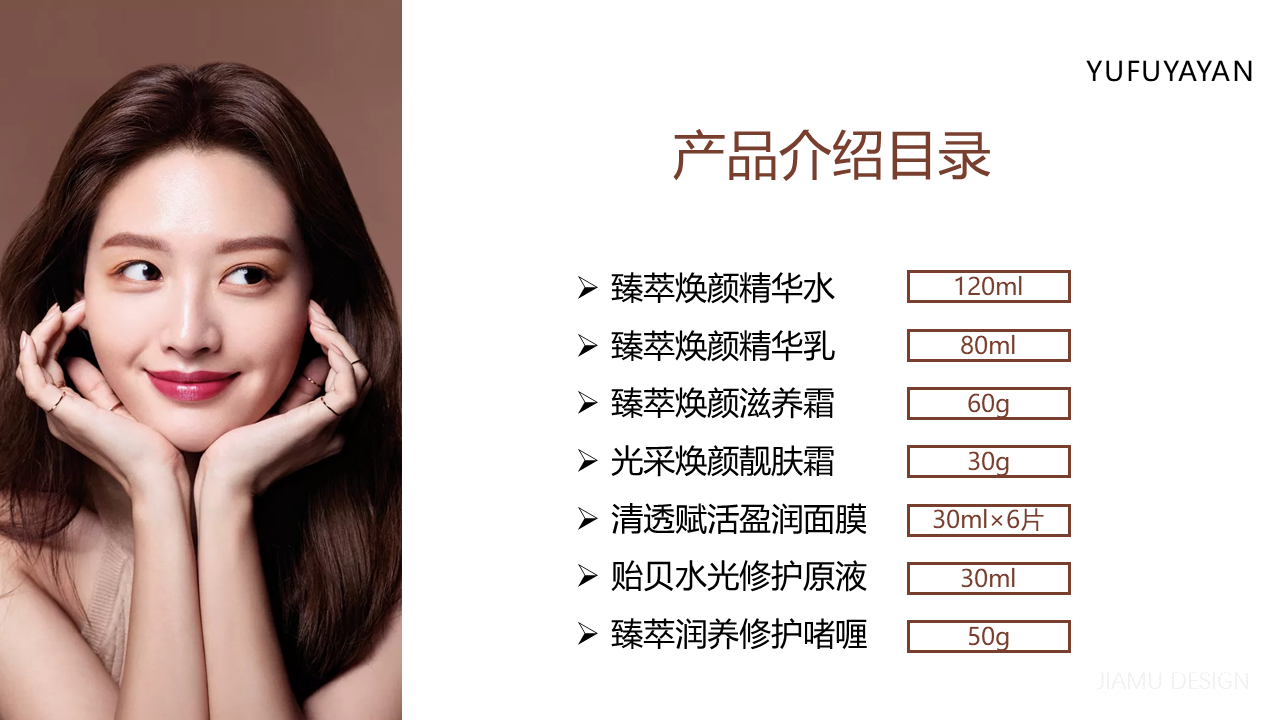 YUFUYAYAN
产品介绍目录
➢ 臻萃焕颜精华水 120ml
➢ 臻萃焕颜精华乳 80ml
➢ 臻萃焕颜滋养霜 60g
➢ 光采焕颜靓肤霜 30g
➢ 清透赋活盈润面膜 30ml×6片
➢ 贻贝水光修护原液 30ml
➢ 臻萃润养修护啫喱 50g
JIAMU DESIGN